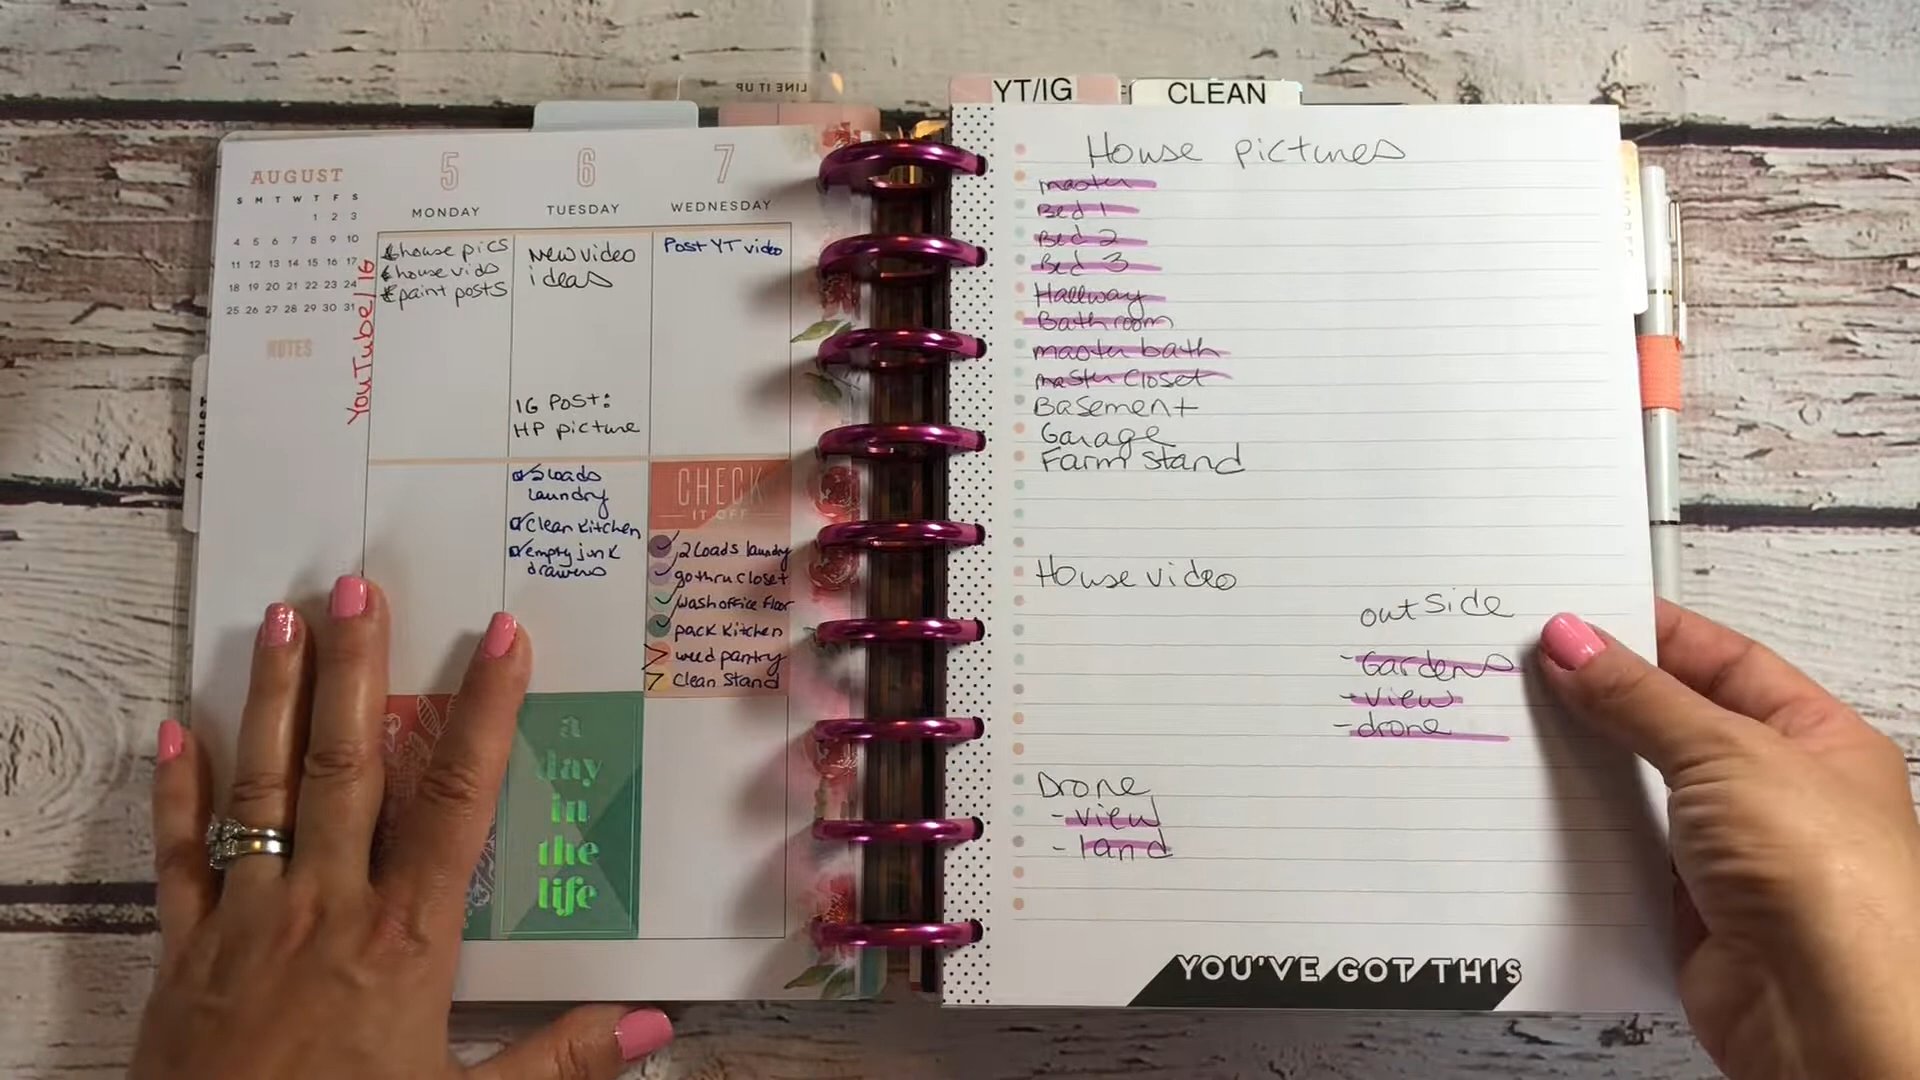 LINE IT UP
AUGUST
S M T W T F S
1 2 3
4 5 6 7 8 9 10
11 12 13 14 15 16 17
18 19 20 21 22 23 24
25 26 27 28 29 30 31
NOTES
AUGUST
YouTube/IG
5
MONDAY
house pics
house vids
paint posts
6
TUESDAY
New video
ideas
IG Post:
HP picture
2 loads
laundry
Clean Kitchen
empty junk
drawers
a
day
in
the
life
7
WEDNESDAY
Post YT video
CHECK
IT OFF
2 loads laundry
go thru closet
wash office floor
pack kitchen
weed pantry
Clean Stand
YT/IG
CLEAN
House pictures
master
Bed 1
Bed 2
Bed 3
Hallway
Bathroom
master bath
master closet
Basement
Garage
Farm Stand
House video
outside
- Gardens
- view
- drone
Drone
- view
- land
YOU'VE GOT THIS